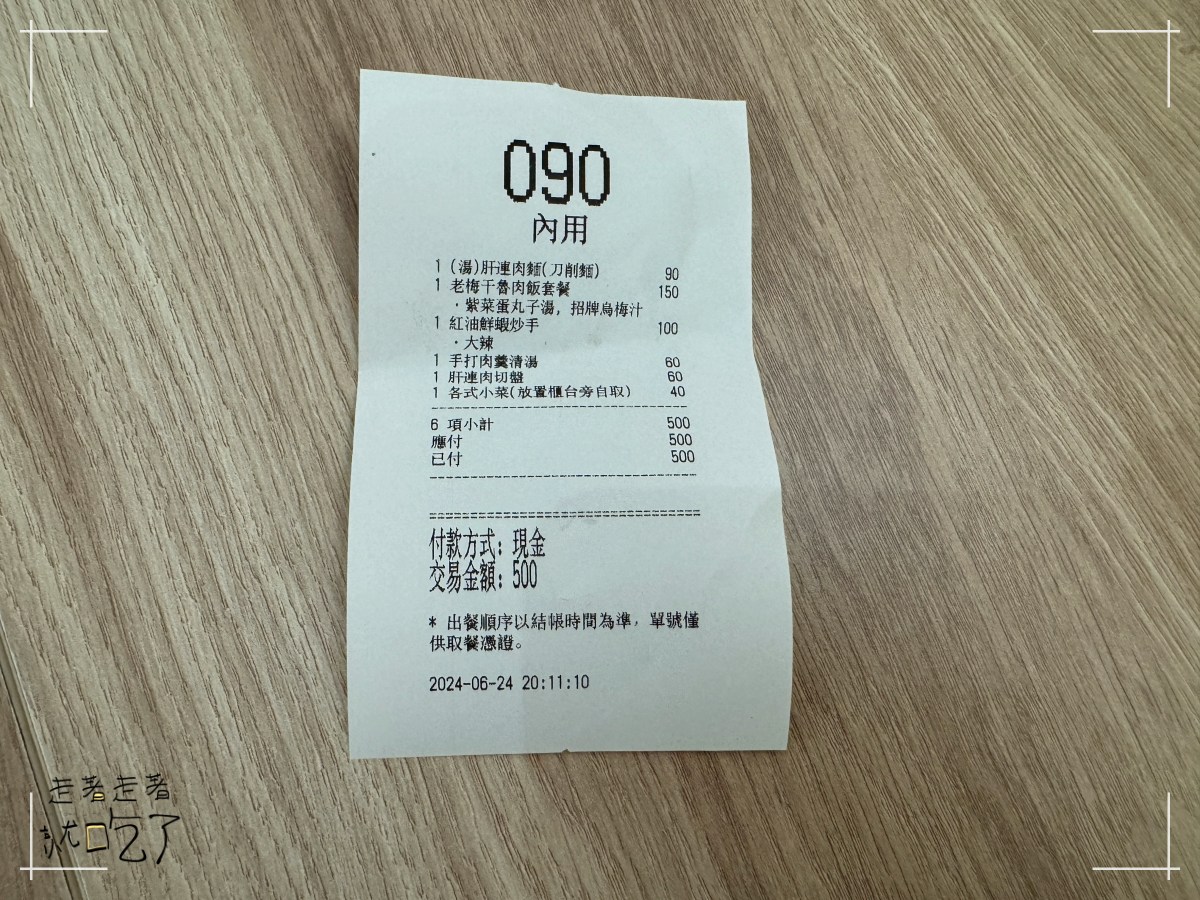 090
內用
1 (湯)肝連肉麵(刀削麵) 90
1 老梅干魯肉飯套餐 150
・紫菜蛋丸子湯, 招牌烏梅汁
1 紅油鮮蝦炒手 100
・大辣
1 手打肉羹清湯 60
1 肝連肉切盤 60
1 各式小菜(放置櫃台旁自取) 40
6 項小計 500
應付 500
已付 500
付款方式: 現金
交易金額: 500
* 出餐順序以結帳時間為準，單號僅
供取餐憑證。
2024-06-24 20:11:10
走著走著
就口吃了